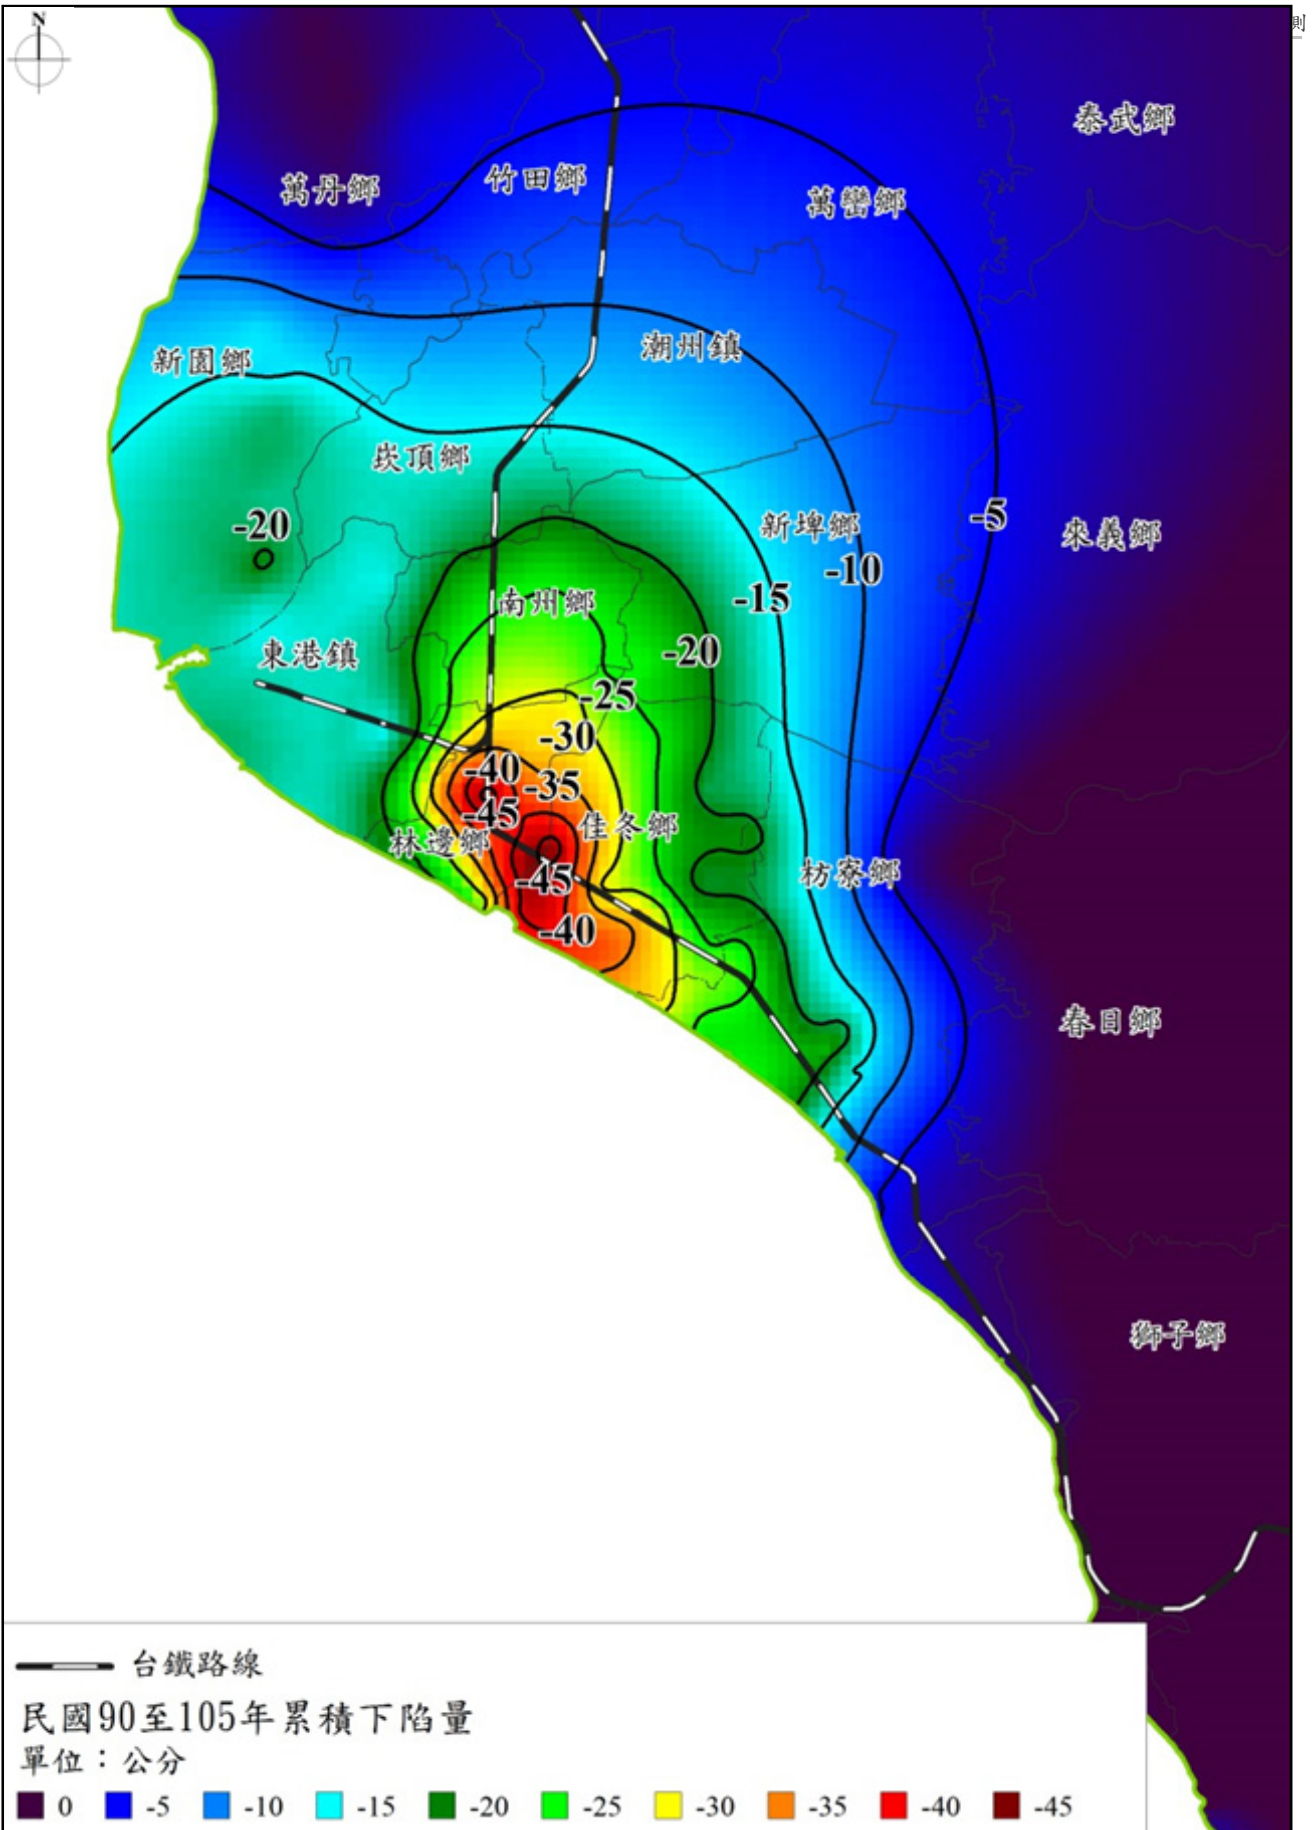 N
測
泰武鄉
萬丹鄉
竹田鄉
萬巒鄉
新園鄉
潮州鎮
崁頂鄉
-20
新埤鄉
-5
來義鄉
-10
-15
南州鄉
東港鎮
-20
-25
-30
-40
-35
-45
林邊鄉
佳冬鄉
-45
枋寮鄉
-40
春日鄉
獅子鄉
台鐵路線
民國90至105年累積下陷量
單位：公分
0 -5 -10 -15 -20 -25 -30 -35 -40 -45